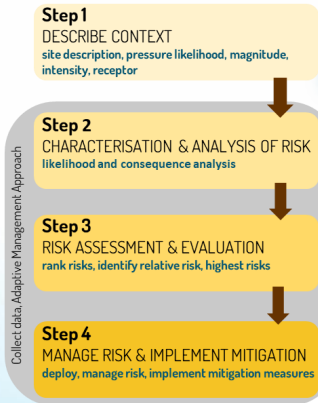 Step 1
DESCRIBE CONTEXT
site description, pressure likelihood, magnitude,
intensity, receptor
Step 2
CHARACTERISATION & ANALYSIS OF RISK
likelihood and consequence analysis
Step 3
RISK ASSESSMENT & EVALUATION
rank risks, identify relative risk, highest risks
Step 4
MANAGE RISK & IMPLEMENT MITIGATION
deploy, manage risk, implement mitigation measures
Collect data, Adaptive Management Approach